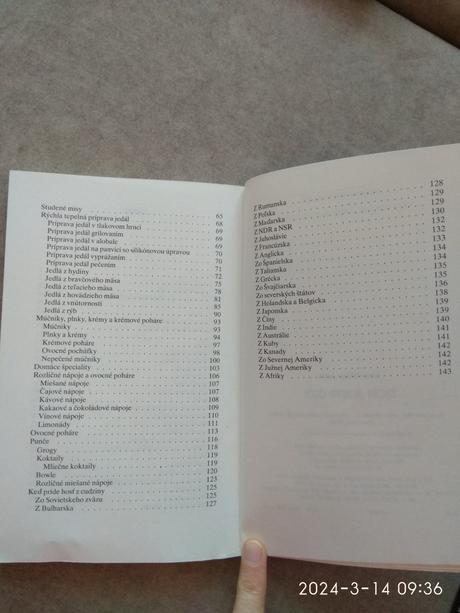 Studené misy 65
Rýchla tepelná príprava jedál 68
Príprava jedál v tlakovom hrnci 69
Príprava jedál grilovaním 69
Príprava jedál v alobale 69
Príprava jedál na panvici so silikónovou úpravou 70
Príprava jedál vyprážaním 70
Príprava jedál pečením 71
Jedlá z hydiny 72
Jedlá z bravčového mäsa 75
Jedlá z teľacieho mäsa 78
Jedlá z hovädzieho mäsa 81
Jedlá z vnútorností 85
Jedlá z rýb 90
Múčniky, plnky, krémy a krémové poháre 93
Múčniky 93
Plnky a krémy 94
Krémové poháre 97
Ovocné pochúťky 98
Nepečené múčniky 100
Domáce špeciality 103
Rozličné nápoje a ovocné poháre 106
Miešané nápoje 107
Čajové nápoje 107
Kávové nápoje 108
Kakaové a čokoládové nápoje 109
Vínové nápoje 110
Limonády 111
Ovocné poháre 113
Punče 116
Grogy 118
Koktaily 119
Mliečne koktaily 119
Bowle 120
Rozličné miešané nápoje 123
Keď príde hosť z cudziny 125
Zo Sovietskeho zväzu 125
Z Bulharska 127
Z Rumunska 128
Z Poľska 129
Z Maďarska 129
Z NDR a NSR 130
Z Juhoslávie 132
Z Francúzska 132
Z Anglicka 133
Zo Španielska 134
Z Talianska 134
Z Grécka 135
Zo Švajčiarska 135
Zo severských štátov 136
Z Holandska a Belgicka 138
Z Japonska 139
Z Číny 139
Z Indie 140
Z Austrálie 141
Z Kuby 141
Z Kanady 142
Zo Severnej Ameriky 142
Z Južnej Ameriky 142
Z Afriky 143
2024-3-14 09:36